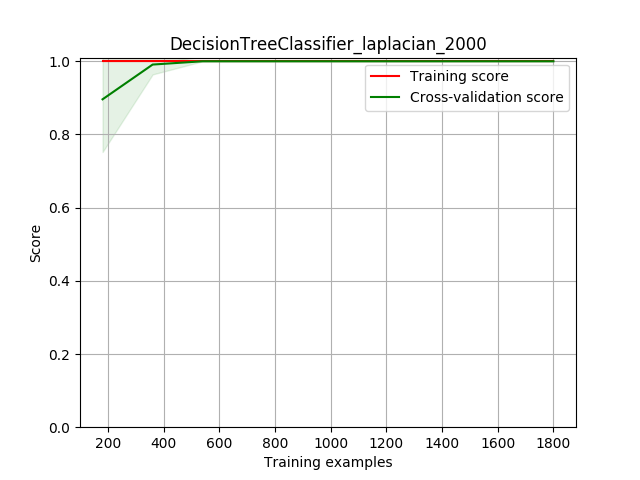 DecisionTreeClassifier_laplacian_2000
1.0
0.8
0.6
0.4
0.2
0.0
Score
Training score
Cross-validation score
200 400 600 800 1000 1200 1400 1600 1800
Training examples